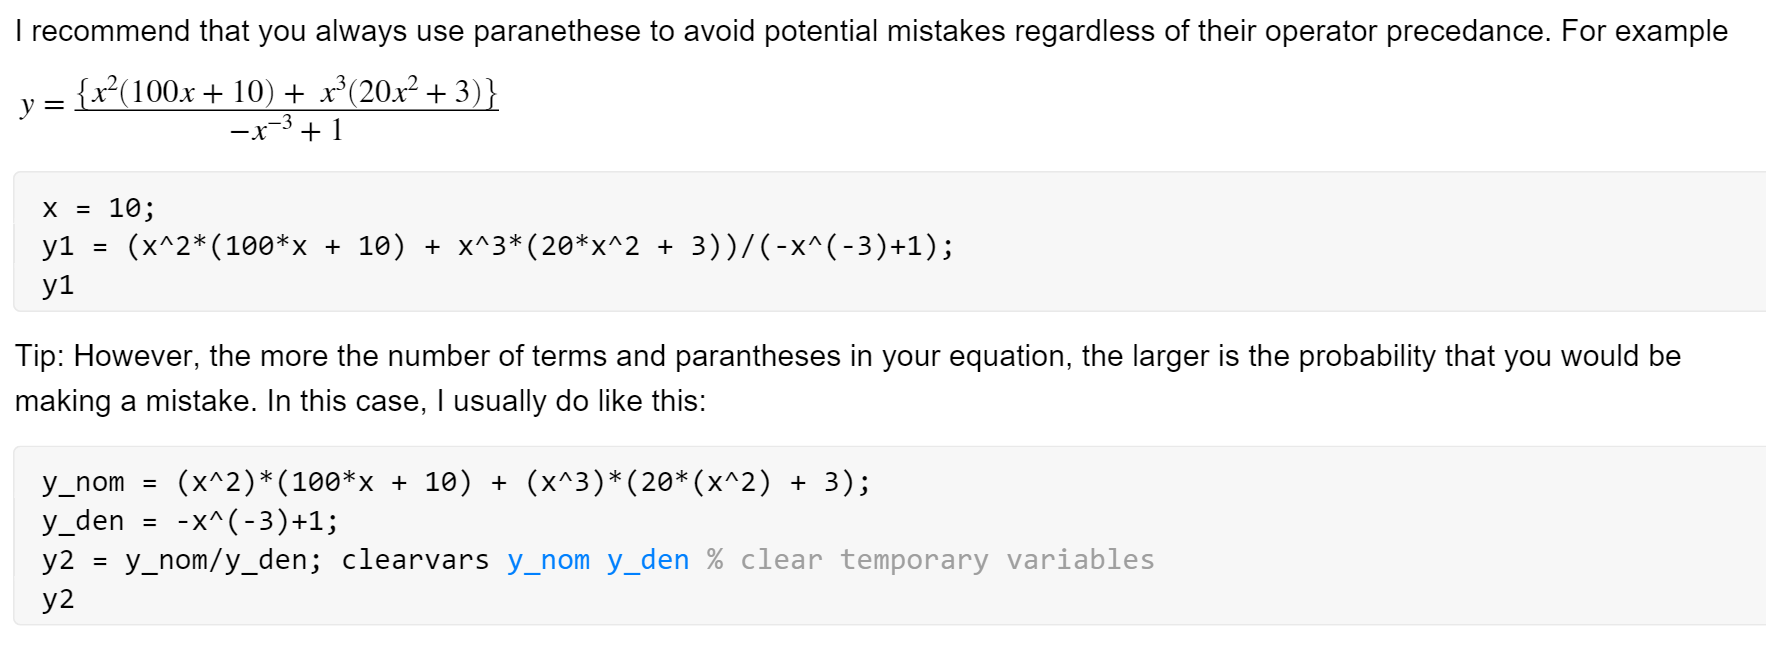 I recommend that you always use paranethese to avoid potential mistakes regardless of their operator precedance. For example
y = {x²(100x + 10) + x³(20x² + 3)}
−x⁻³ + 1
x = 10;
y1 = (x^2*(100*x + 10) + x^3*(20*x^2 + 3))/(-x^(-3)+1);
y1
Tip: However, the more the number of terms and parantheses in your equation, the larger is the probability that you would be
making a mistake. In this case, I usually do like this:
y_nom = (x^2)*(100*x + 10) + (x^3)*(20*(x^2) + 3);
y_den = -x^(-3)+1;
y2 = y_nom/y_den; clearvars y_nom y_den % clear temporary variables
y2